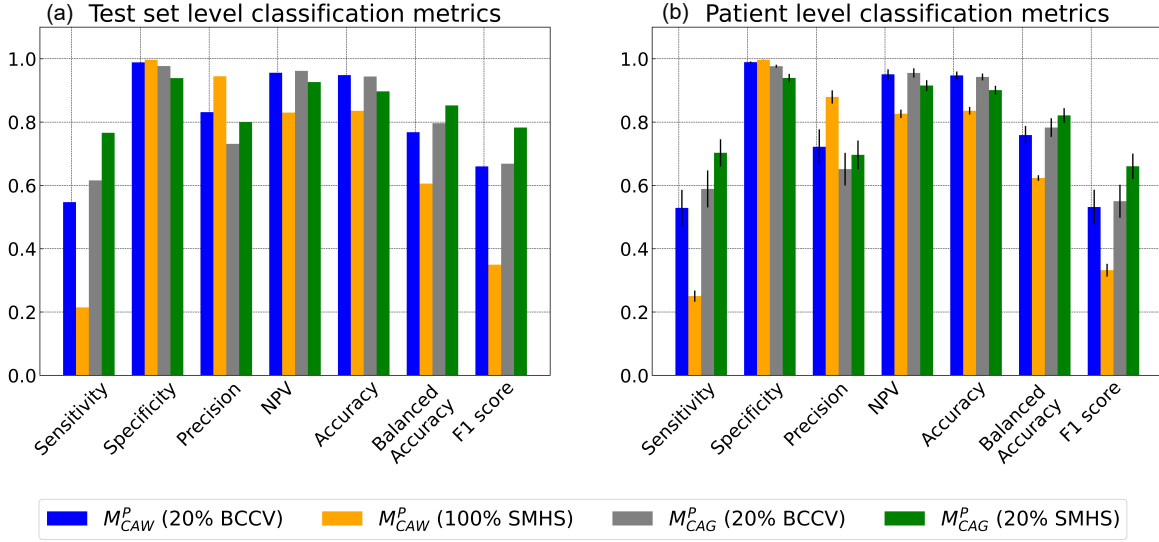 (a) Test set level classification metrics
1.0
0.8
0.6
0.4
0.2
0.0
Sensitivity
Specificity
Precision
NPV
Accuracy
Balanced
Accuracy
F1 score
(b) Patient level classification metrics
1.0
0.8
0.6
0.4
0.2
0.0
Sensitivity
Specificity
Precision
NPV
Accuracy
Balanced
Accuracy
F1 score
M^P_CAW (20% BCCV) M^P_CAW (100% SMHS) M^P_CAG (20% BCCV) M^P_CAG (20% SMHS)